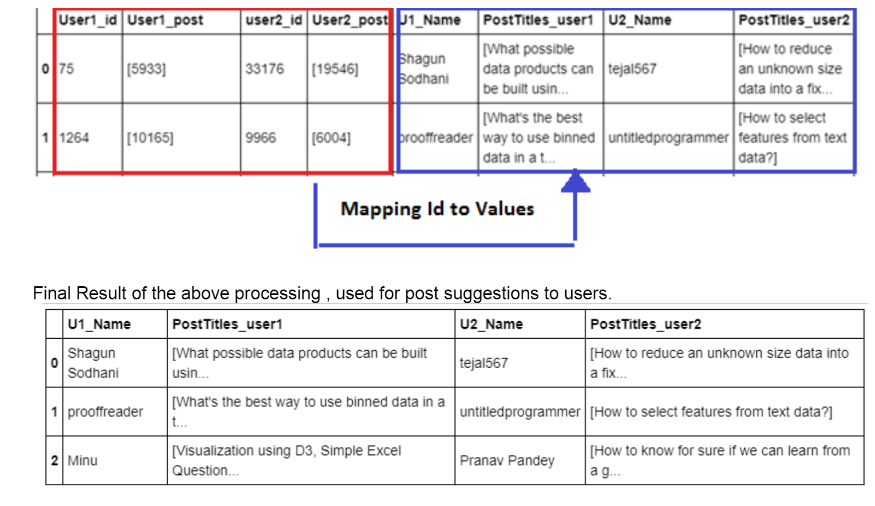 User1_id User1_post user2_id User2_post U1_Name PostTitles_user1 U2_Name PostTitles_user2
0 75 [5933] 33176 [19546] Shagun Sodhani [What possible data products can be built usin... tejal567 [How to reduce an unknown size data into a fix...
1 1264 [10165] 9966 [6004] prooffreader [What's the best way to use binned data in a t... untitledprogrammer [How to select features from text data?]
Mapping Id to Values
Final Result of the above processing , used for post suggestions to users.
U1_Name PostTitles_user1 U2_Name PostTitles_user2
0 Shagun Sodhani [What possible data products can be built usin... tejal567 [How to reduce an unknown size data into a fix...
1 prooffreader [What's the best way to use binned data in a t... untitledprogrammer [How to select features from text data?]
2 Minu [Visualization using D3, Simple Excel Question... Pranav Pandey [How to know for sure if we can learn from a g...